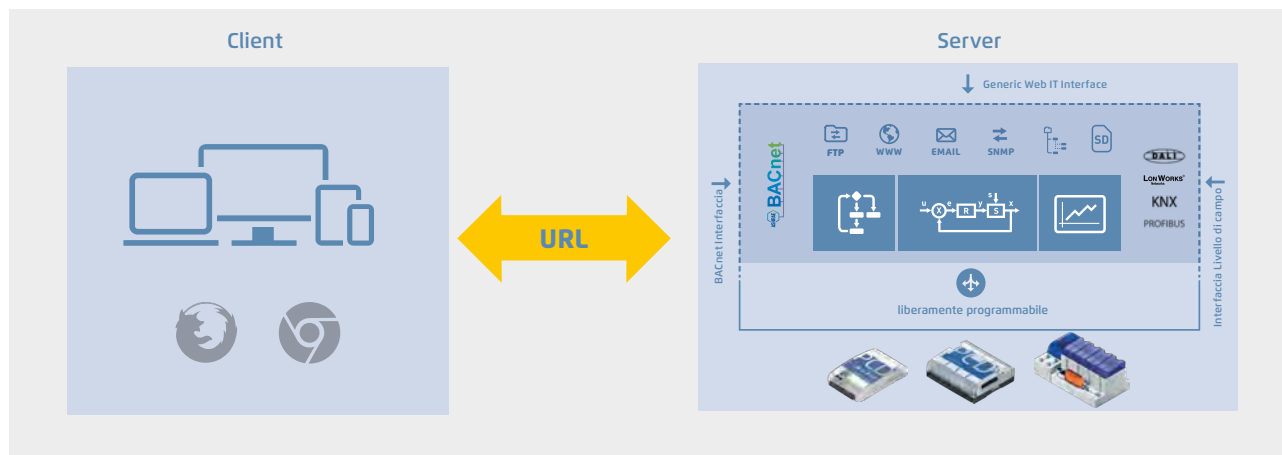 Client
Server
URL
Generic Web IT Interface
FTP
WWW
EMAIL
SNMP
SD
BACnet
BACnet Interfaccia
DALI
LONWORKS®
Networks
KNX
PROFIBUS
Interfaccia Livello di campo
u
e
y
s
x
X
R
S
liberamente programmabile